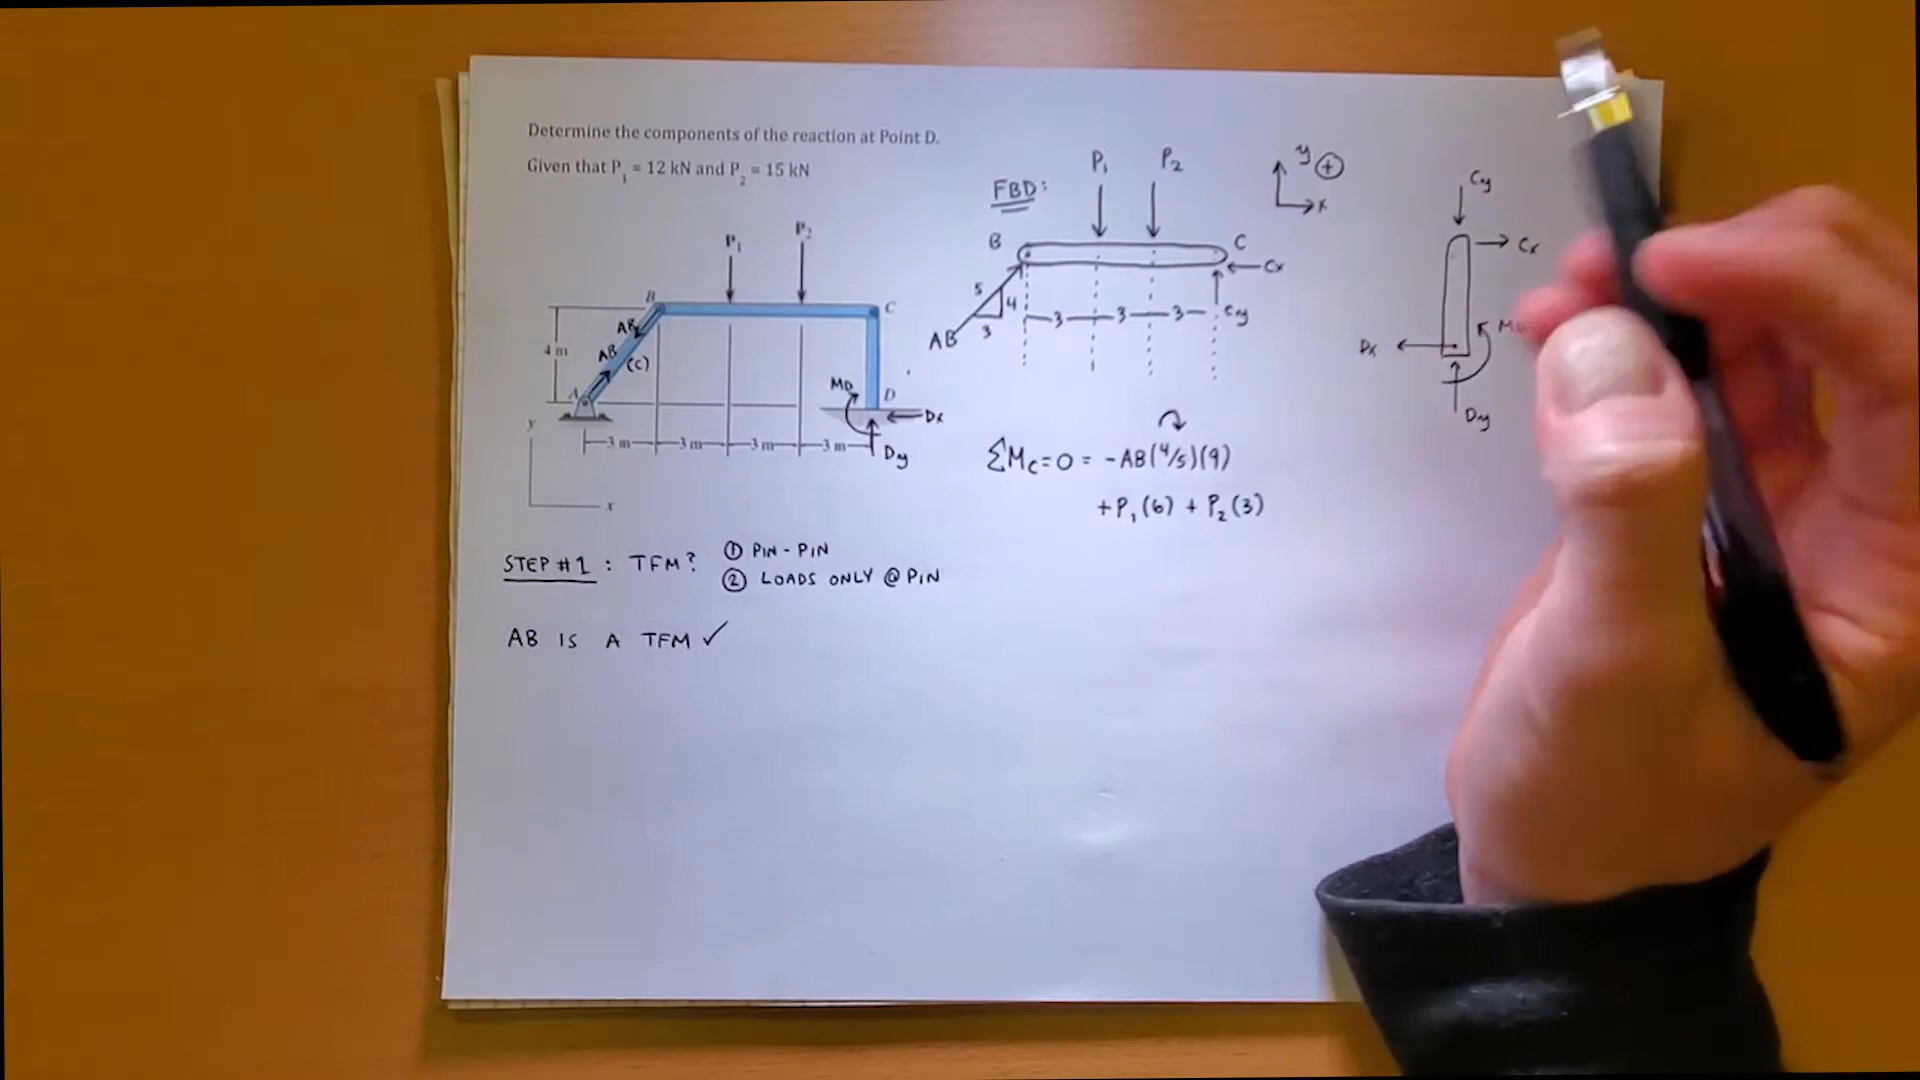 Determine the components of the reaction at Point D.
Given that P1 = 12 kN and P2 = 15 kN
P1
P2
B
C
AB
AB
(C)
4 m
A
MD
D
Dx
Dy
y
3 m
3 m
3 m
3 m
x
FBD:
P1
P2
y
+
x
B
C
Cx
5
4
3
AB
3
3
3
Cy
Cy
Cx
Dx
Dy
ΣMC = 0 = -AB(4/5)(9)
+P1(6) + P2(3)
STEP #1 : TFM? ① PIN - PIN
② LOADS ONLY @ PIN
AB IS A TFM ✓